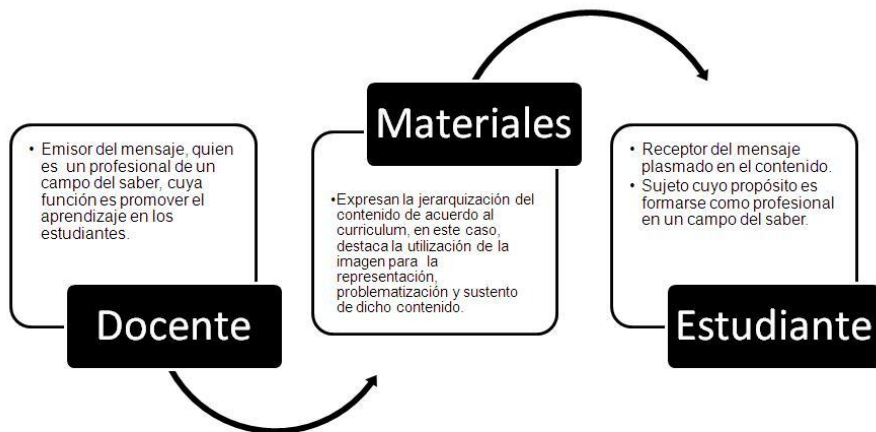 • Emisor del mensaje, quien
es un profesional de un
campo del saber, cuya
función es promover el
aprendizaje en los
estudiantes.
Docente
Materiales
•Expresan la jerarquización del
contenido de acuerdo al
curriculum, en este caso,
destaca la utilización de la
imagen para la
representación,
problematización y sustento
de dicho contenido.
• Receptor del mensaje
plasmado en el contenido.
• Sujeto cuyo propósito es
formarse como profesional
en un campo del saber.
Estudiante